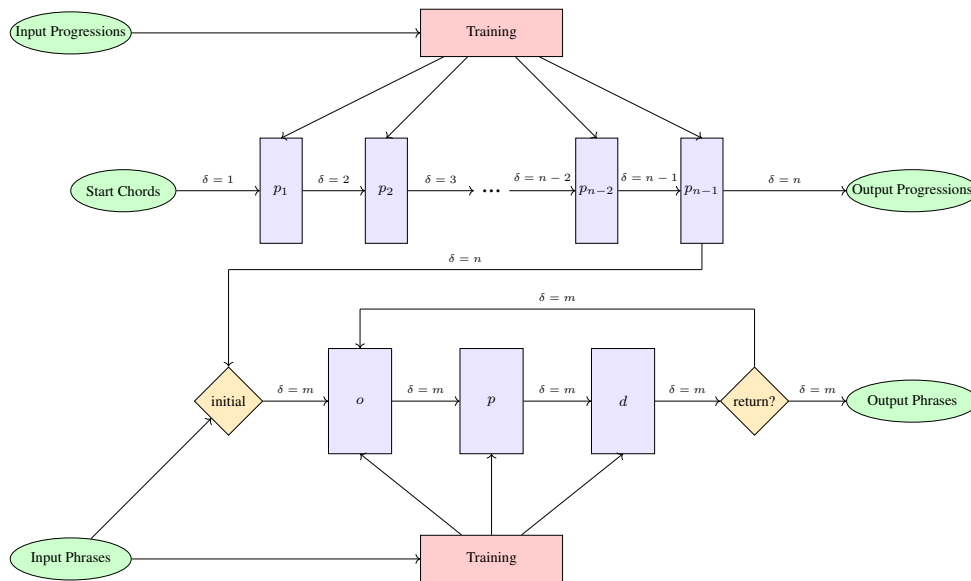 Input Progressions
Training
δ = 1
δ = 2
δ = 3
δ = n − 2
δ = n − 1
δ = n
Start Chords
p₁
p₂
...
pₙ₋₂
pₙ₋₁
Output Progressions
δ = n
δ = m
initial
δ = m
o
δ = m
p
δ = m
d
δ = m
return?
δ = m
Output Phrases
Input Phrases
Training